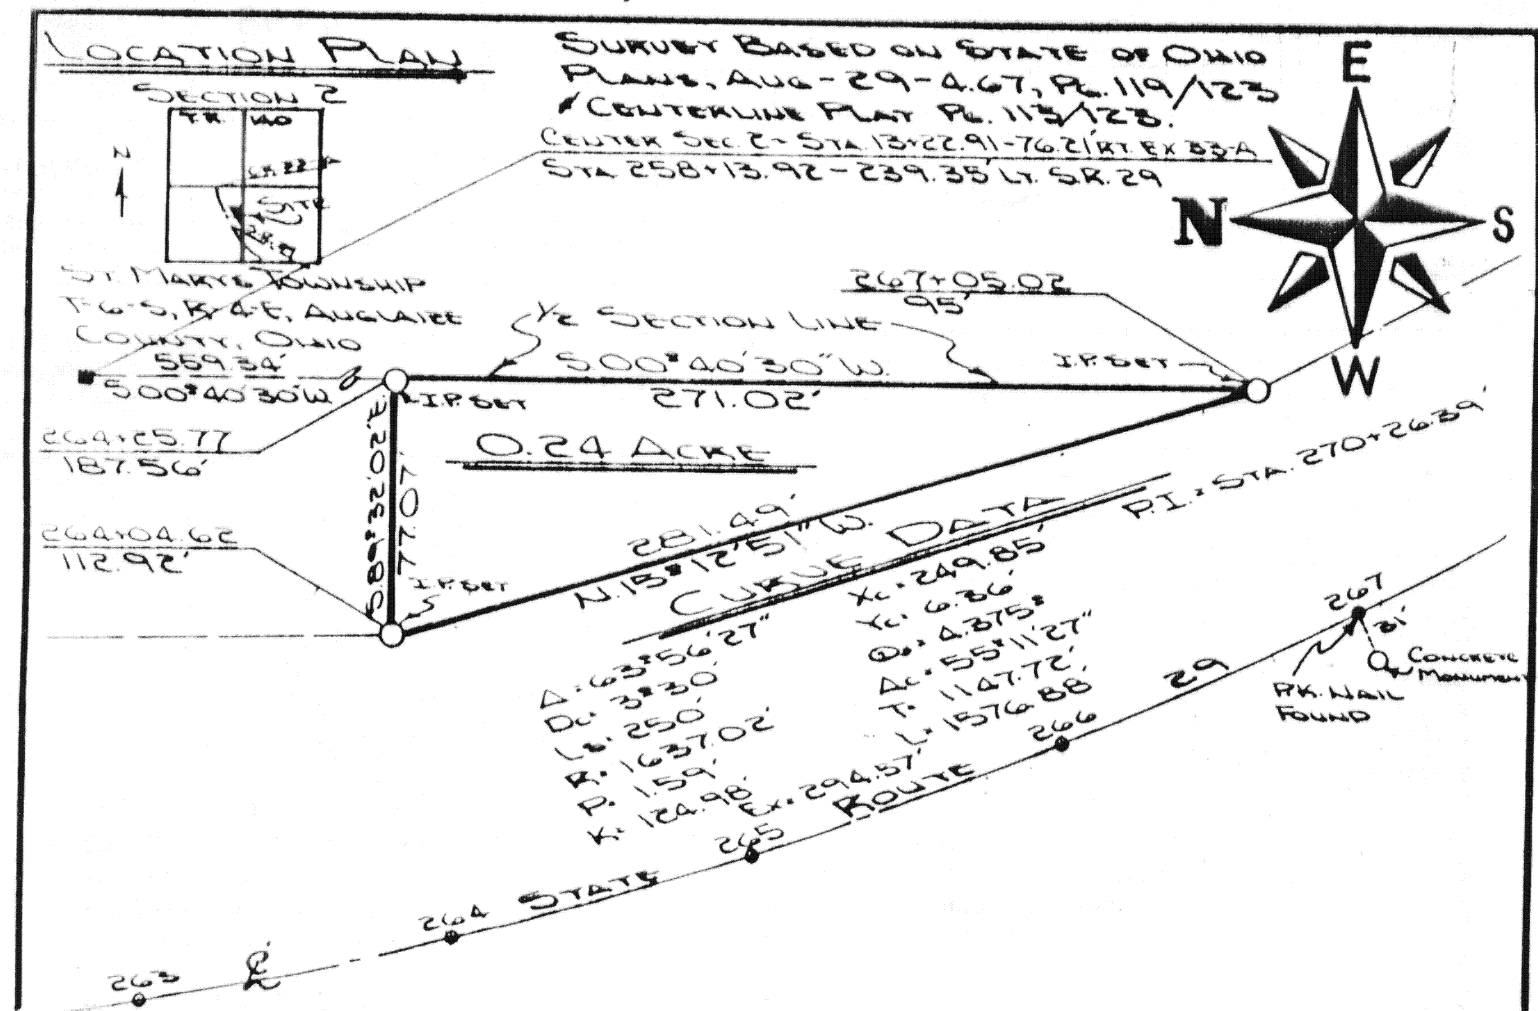 LOCATION PLAN
SECTION 2
T.R. 140
N
SITE
ST. MARYS TOWNSHIP
T-6-S, R-4-E, AUGLAIZE
COUNTY, OHIO
SURVEY BASED ON STATE OF OHIO
PLANS, AUG-29-4.67, PG. 119/123
& CENTERLINE PLAT PG. 113/123.
CENTER SEC. 2 = STA. 13+22.91-76.21' RT. EX 33-A
STA 258+13.92-239.35' LT. S.R. 29
E
N
S
W
267+05.02
95'
1/2 SECTION LINE
559.34'
S00°40'30"W.
S.00°40'30"W.
271.02'
I.P. SET
I.P. SET
264+25.77
187.56'
0.24 ACRE
S.89°32'02"E.
77.07'
264+04.62
112.92'
I.P. SET
281.49'
N.15°12'51"W.
CURVE DATA
P.I. = STA. 270+26.39'
Δ = 63°56'27"
Dc = 3°30'
Ls = 250'
R = 1637.02'
P = 1.59'
K = 124.98'
Xc = 249.85'
Yc = 6.36'
Θs = 4.375°
Δc = 55°11'27"
T = 1147.72'
L = 1576.88'
Ex = 294.57'
267
31'
CONCRETE
MONUMENT
P.K. NAIL
FOUND
29
266
ROUTE
265
STATE
264
263